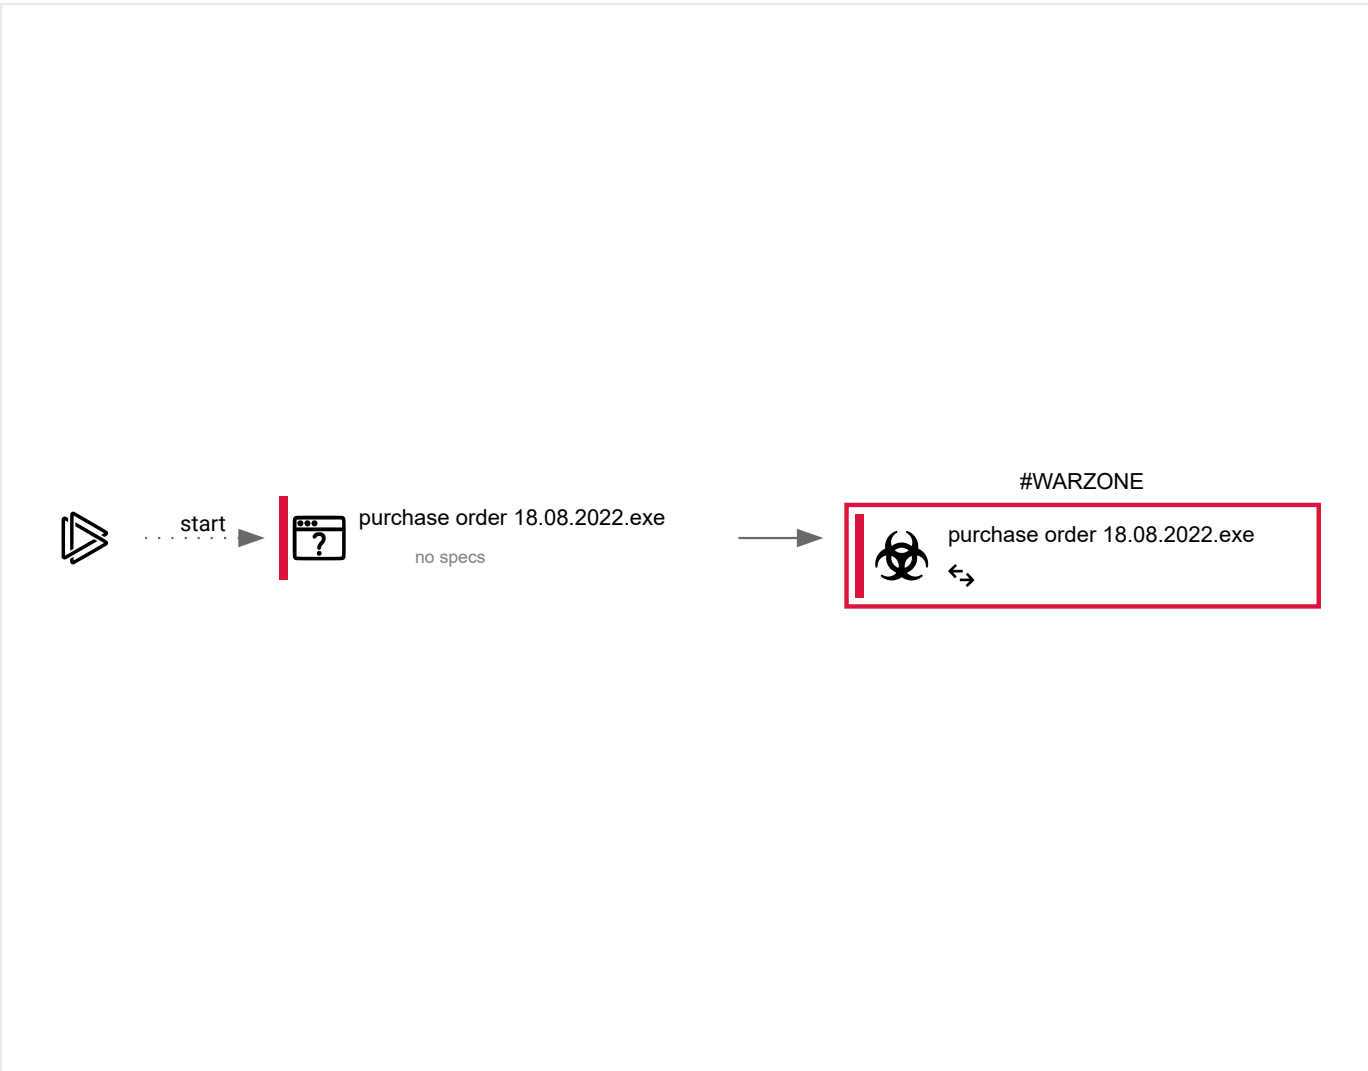 start
purchase order 18.08.2022.exe
no specs
#WARZONE
purchase order 18.08.2022.exe